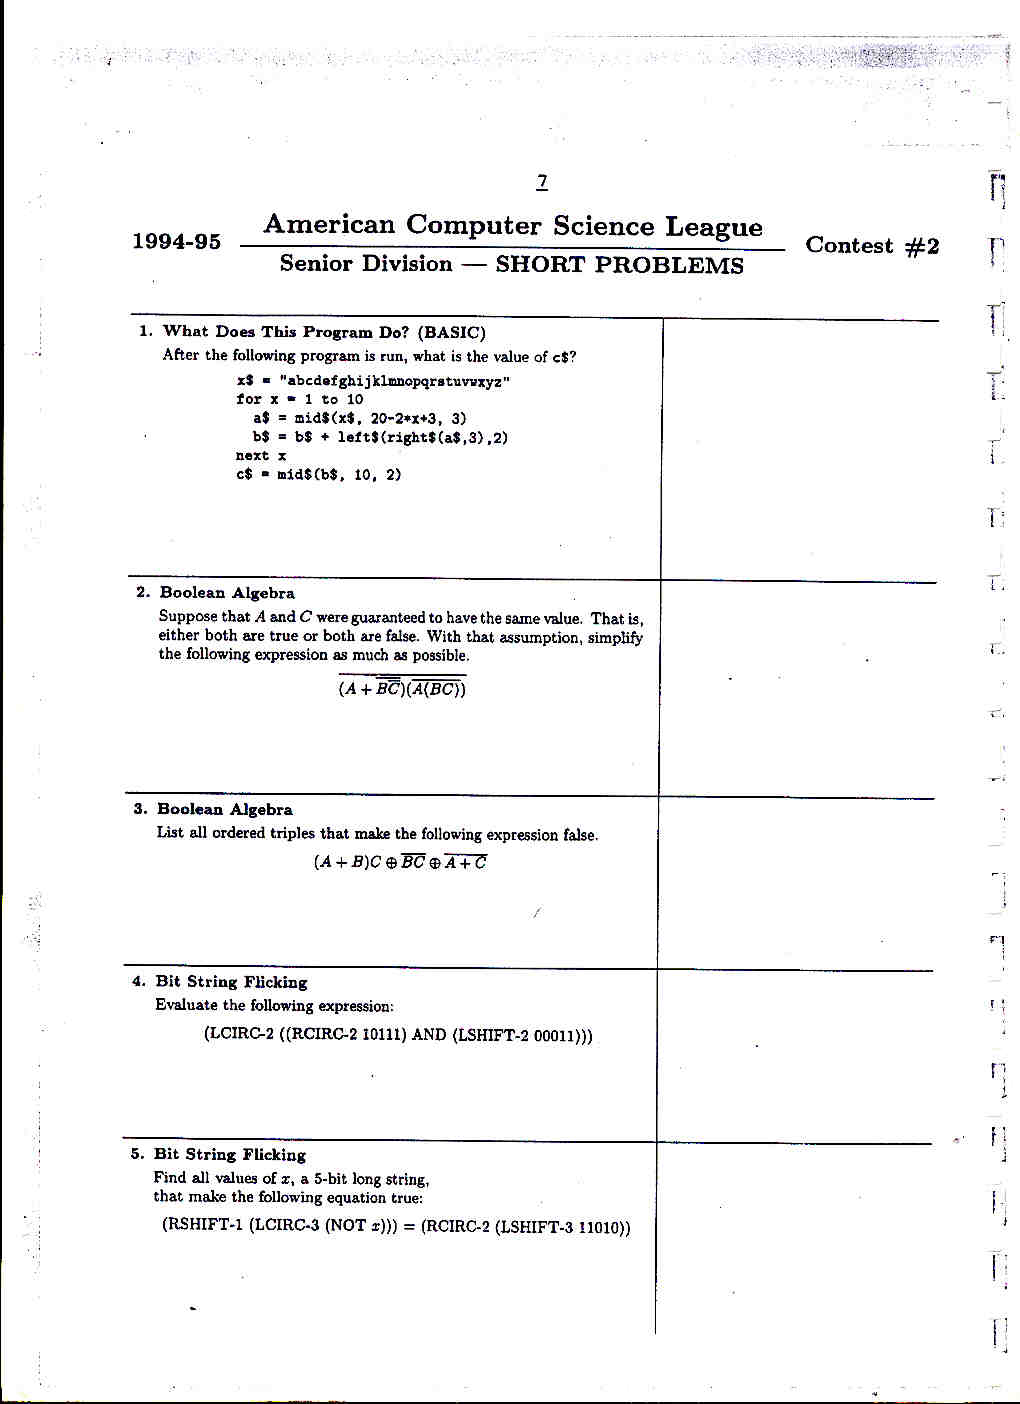 7
1994-95 American Computer Science League Contest #2
Senior Division — SHORT PROBLEMS
1. What Does This Program Do? (BASIC)
After the following program is run, what is the value of c$?
x$ = "abcdefghijklmnopqrstuvwxyz"
for x = 1 to 10
a$ = mid$(x$, 20-2*x+3, 3)
b$ = b$ + left$(right$(a$,3),2)
next x
c$ = mid$(b$, 10, 2)
2. Boolean Algebra
Suppose that A and C were guaranteed to have the same value. That is,
either both are true or both are false. With that assumption, simplify
the following expression as much as possible.
$\overline{(A + \overline{B\overline{\overline{C}}})(\overline{A(BC)})}$
3. Boolean Algebra
List all ordered triples that make the following expression false.
$(A + B)C \oplus \overline{BC} \oplus \overline{A + C}$
4. Bit String Flicking
Evaluate the following expression:
(LCIRC-2 ((RCIRC-2 10111) AND (LSHIFT-2 00011)))
5. Bit String Flicking
Find all values of x, a 5-bit long string,
that make the following equation true:
(RSHIFT-1 (LCIRC-3 (NOT x))) = (RCIRC-2 (LSHIFT-3 11010))